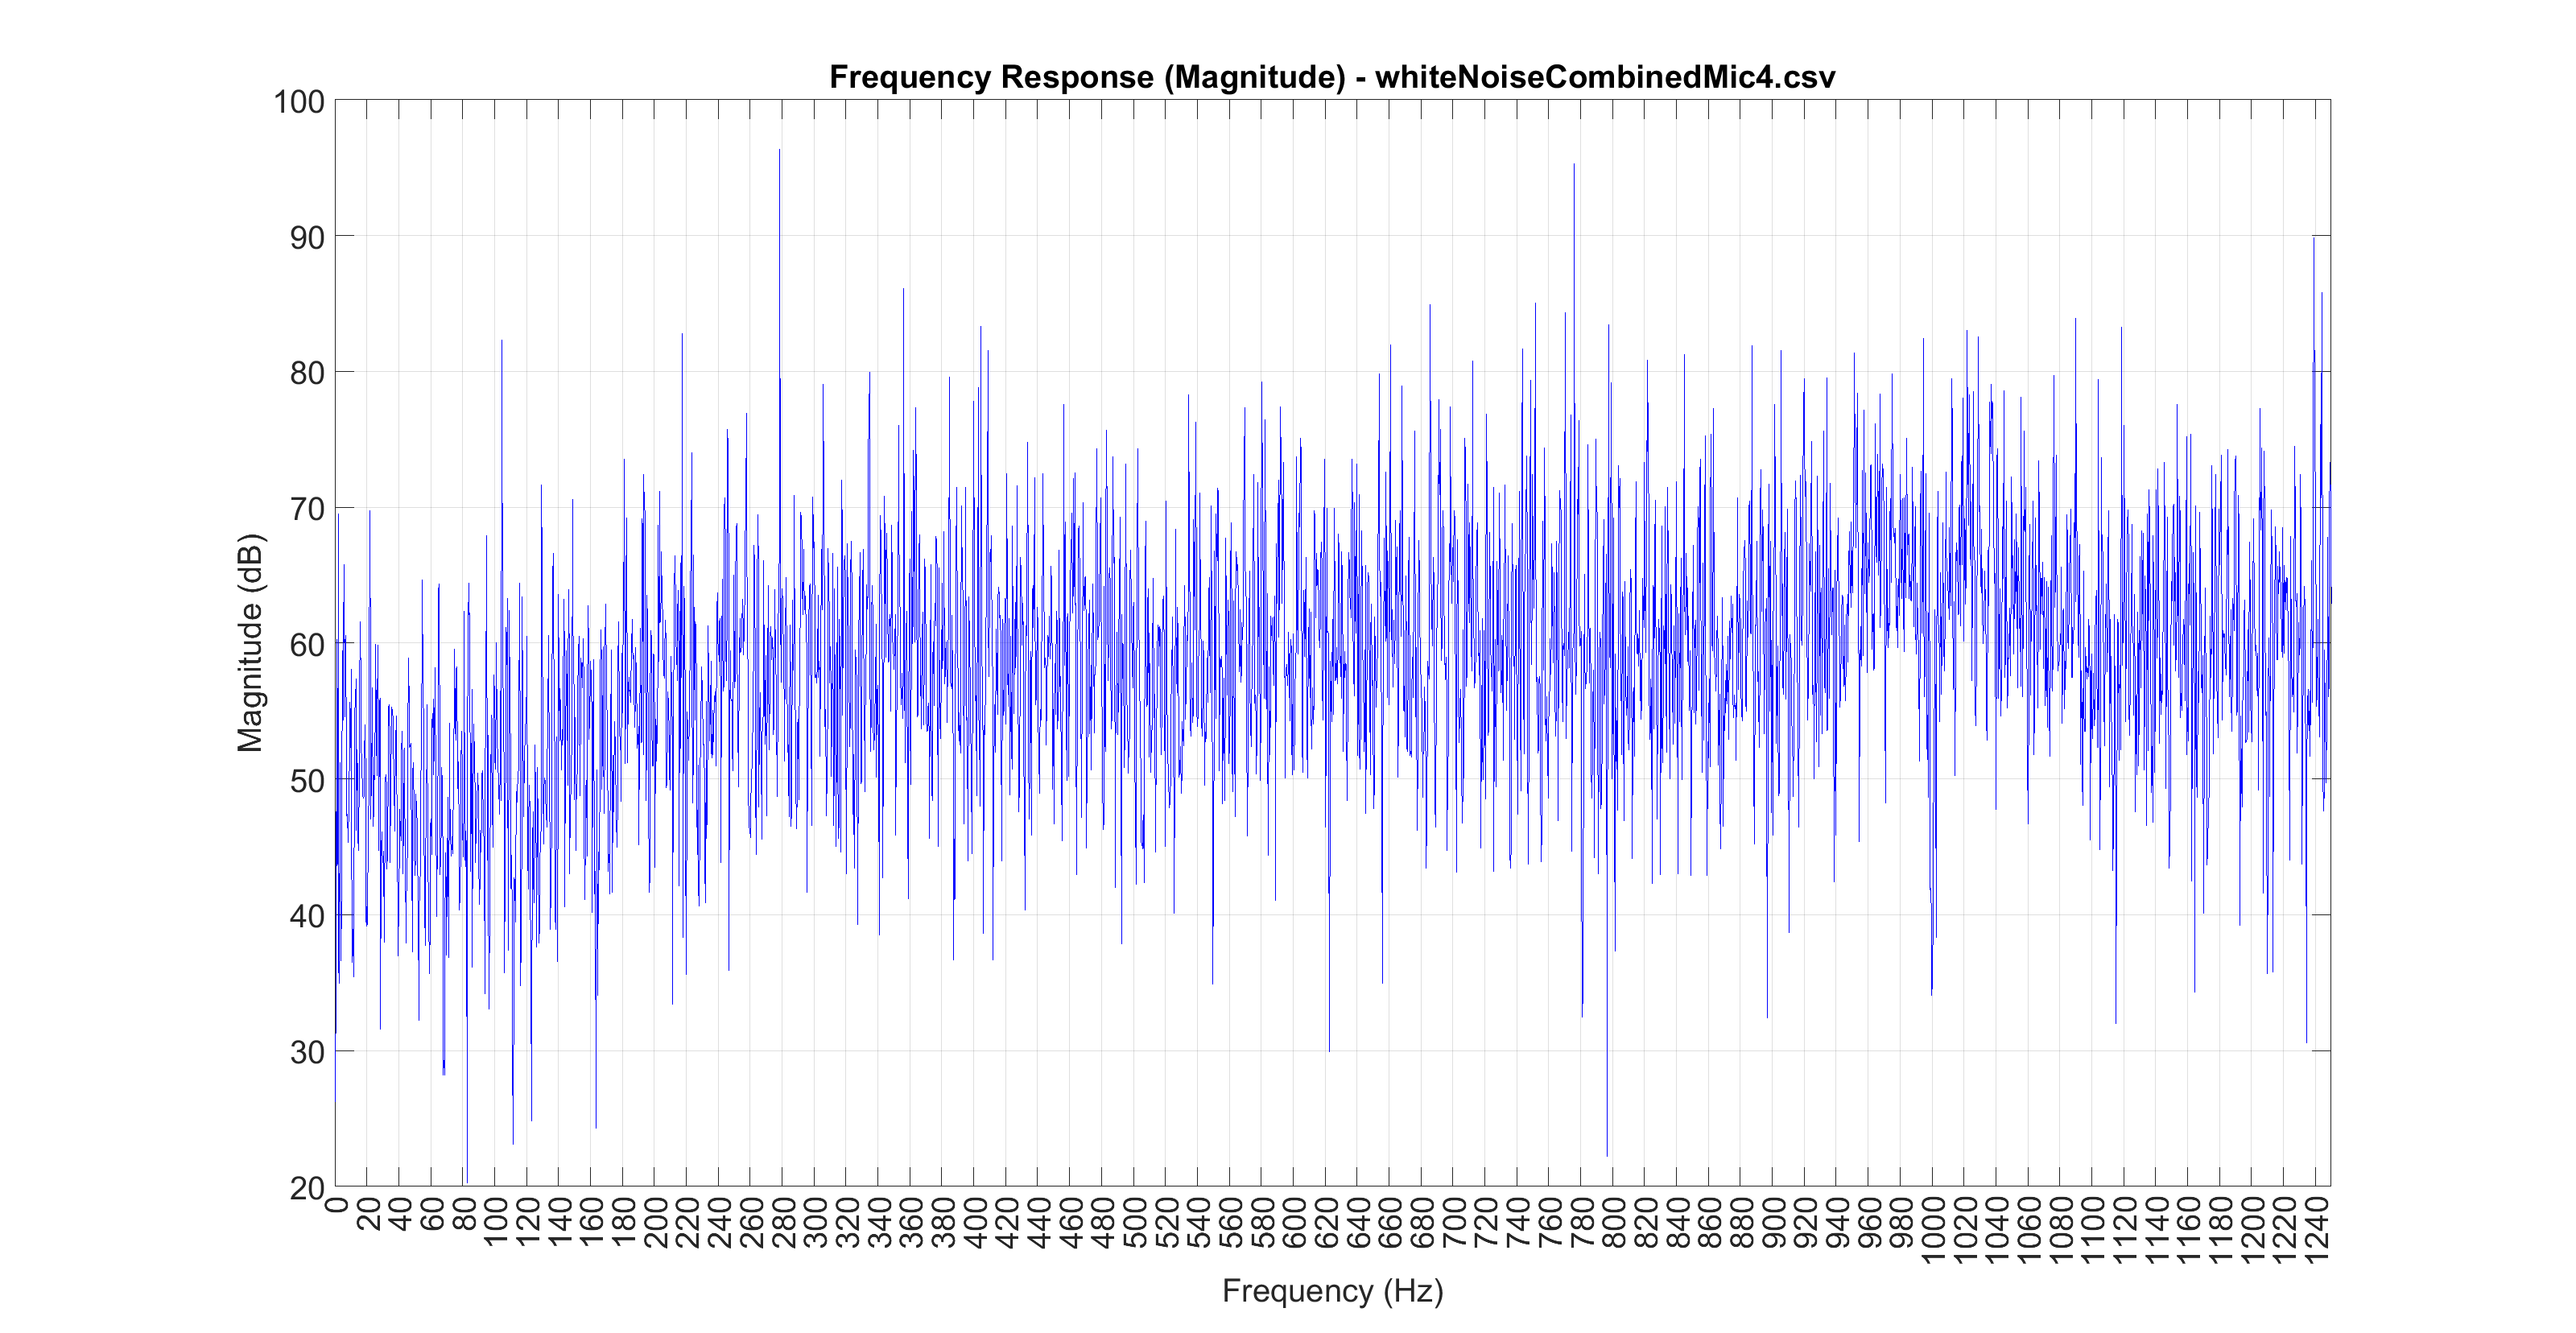 Frequency Response (Magnitude) - whiteNoiseCombinedMic4.csv
100
90
80
70
60
50
40
30
20
Magnitude (dB)
0 20 40 60 80 100 120 140 160 180 200 220 240 260 280 300 320 340 360 380 400 420 440 460 480 500 520 540 560 580 600 620 640 660 680 700 720 740 760 780 800 820 840 860 880 900 920 940 960 980 1000 1020 1040 1060 1080 1100 1120 1140 1160 1180 1200 1220 1240
Frequency (Hz)